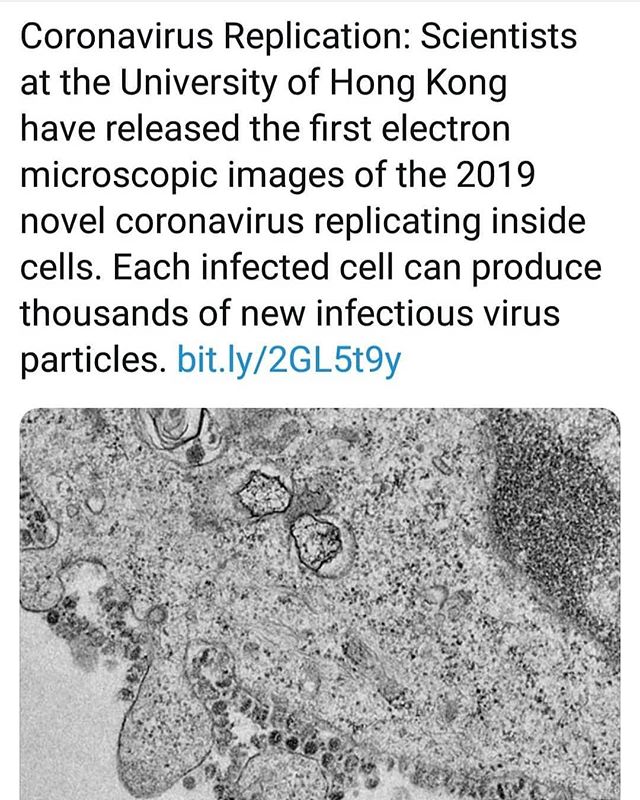 Coronavirus Replication: Scientists
at the University of Hong Kong
have released the first electron
microscopic images of the 2019
novel coronavirus replicating inside
cells. Each infected cell can produce
thousands of new infectious virus
particles. bit.ly/2GL5t9y